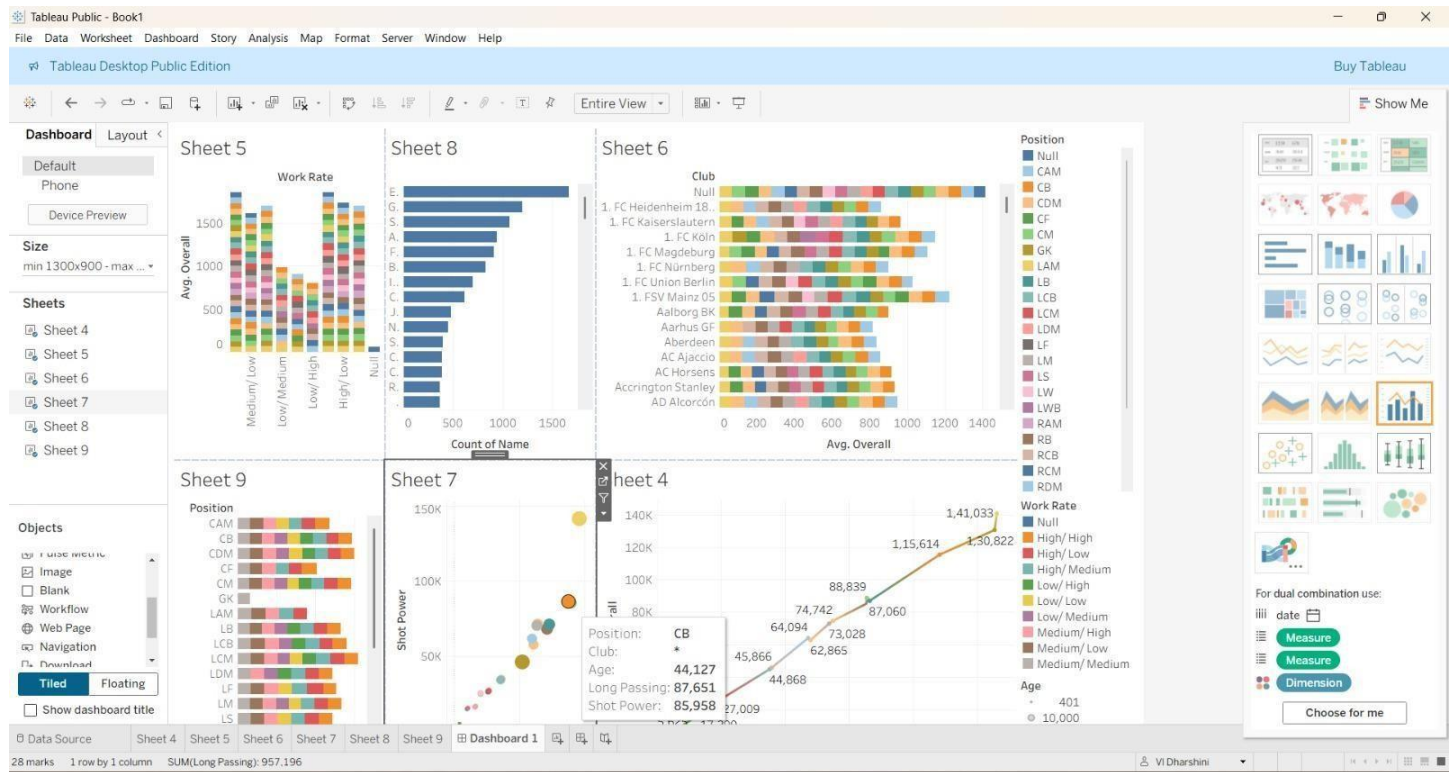 Tableau Public - Book1
File Data Worksheet Dashboard Story Analysis Map Format Server Window Help
Tableau Desktop Public Edition
Buy Tableau
Entire View
Show Me
Dashboard Layout
Default
Phone
Device Preview
Size
min 1300x900 - max ...
Sheets
Sheet 4
Sheet 5
Sheet 6
Sheet 7
Sheet 8
Sheet 9
Objects
Image
Blank
Workflow
Web Page
Navigation
Download
Tiled Floating
Show dashboard title
Sheet 5
Work Rate
Avg. Overall
1500
1000
500
0
Medium/ Low
Low/ Medium
Low/ High
High/ Low
Null
Sheet 8
E.
G.
S.
A.
F.
B.
I..
C.
J.
N.
S.
C.
C.
R.
.
0 500 1000 1500
Count of Name
Sheet 6
Club
Null
1. FC Heidenheim 18..
1. FC Kaiserslautern
1. FC Köln
1. FC Magdeburg
1. FC Nürnberg
1. FC Union Berlin
1. FSV Mainz 05
Aalborg BK
Aarhus GF
Aberdeen
AC Ajaccio
AC Horsens
Accrington Stanley
AD Alcorcón
0 200 400 600 800 1000 1200 1400
Avg. Overall
Position
Null
CAM
CB
CDM
CF
CM
GK
LAM
LB
LCB
LCM
LDM
LF
LM
LS
LW
LWB
RAM
RB
RCB
RCM
RDM
Sheet 9
Position
CAM
CB
CDM
CF
CM
GK
LAM
LB
LCB
LCM
LDM
LF
LM
LS
Sheet 7
Shot Power
150K
100K
50K
Position: CB
Club: *
Age: 44,127
Long Passing: 87,651
Shot Power: 85,958
heet 4
140K
120K
100K
80K
1,41,033
1,30,822
1,15,614
88,839
87,060
74,742
73,028
64,094
62,865
45,866
44,868
27,009
Work Rate
Null
High/ High
High/ Low
High/ Medium
Low/ High
Low/ Low
Low/ Medium
Medium/ High
Medium/ Low
Medium/ Medium
Age
401
10,000
For dual combination use:
date
Measure
Measure
Dimension
Choose for me
Data Source Sheet 4 Sheet 5 Sheet 6 Sheet 7 Sheet 8 Sheet 9 Dashboard 1
28 marks 1 row by 1 column SUM(Long Passing): 957,196
VI Dharshini